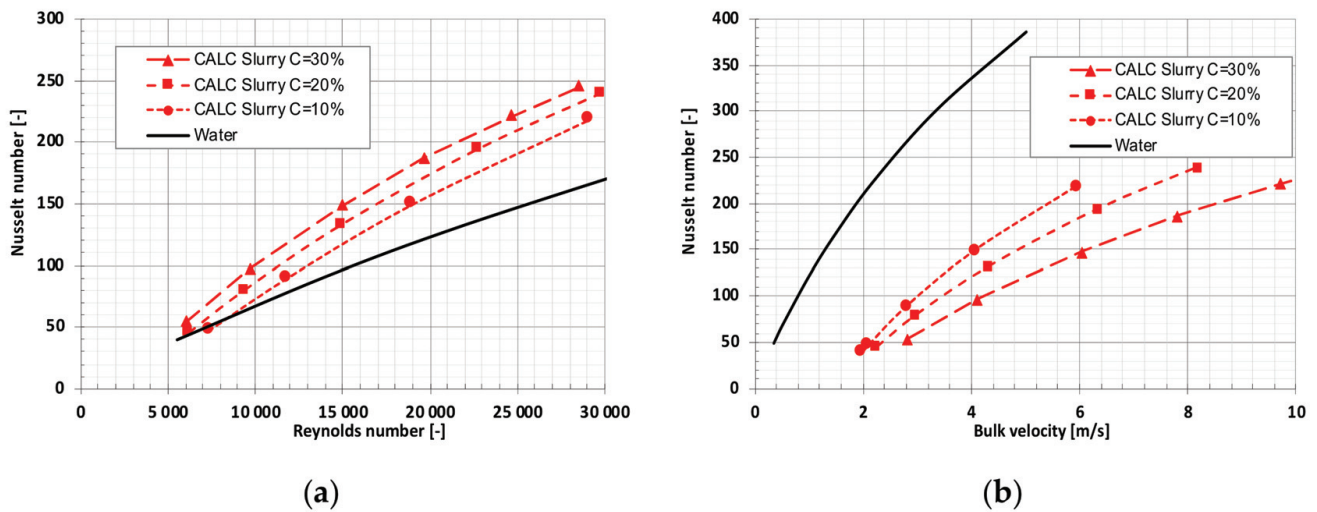 300
250
200
150
100
50
0
Nusselt number [-]
CALC Slurry C=30%
CALC Slurry C=20%
CALC Slurry C=10%
Water
0
5 000
10 000
15 000
20 000
25 000
30 000
Reynolds number [-]
(a)
400
350
300
250
200
150
100
50
0
Nusselt number [-]
CALC Slurry C=30%
CALC Slurry C=20%
CALC Slurry C=10%
Water
0
2
4
6
8
10
Bulk velocity [m/s]
(b)